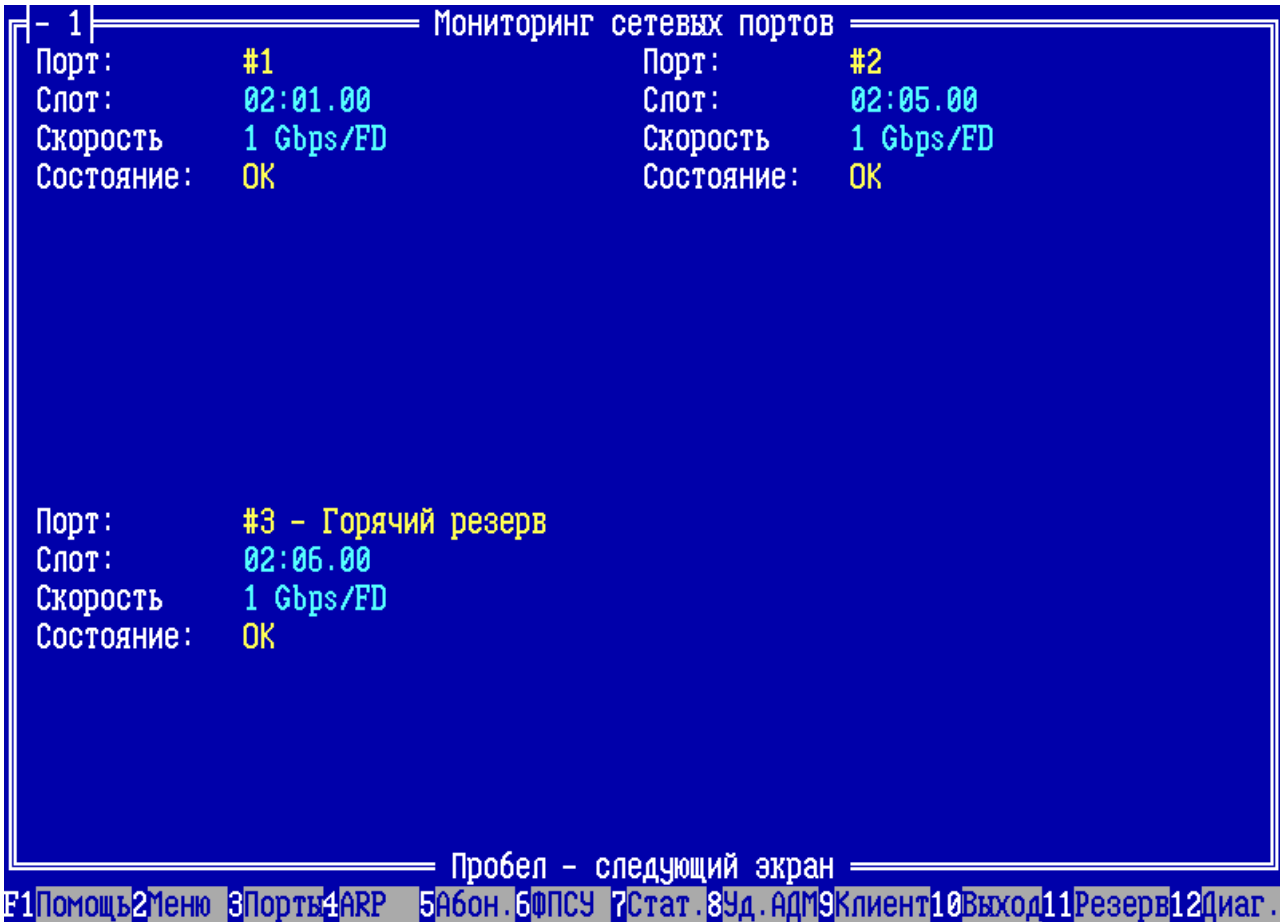 - 1 Мониторинг сетевых портов
Порт: #1 Порт: #2
Слот: 02:01.00 Слот: 02:05.00
Скорость 1 Gbps/FD Скорость 1 Gbps/FD
Состояние: OK Состояние: OK
Порт: #3 - Горячий резерв
Слот: 02:06.00
Скорость 1 Gbps/FD
Состояние: OK
Пробел - следующий экран
F1Помощь2Меню 3Порты4ARP 5Абон.6ФПСУ 7Стат.8Уд.АДМ9Клиент10Выход11Резерв12Диаг.